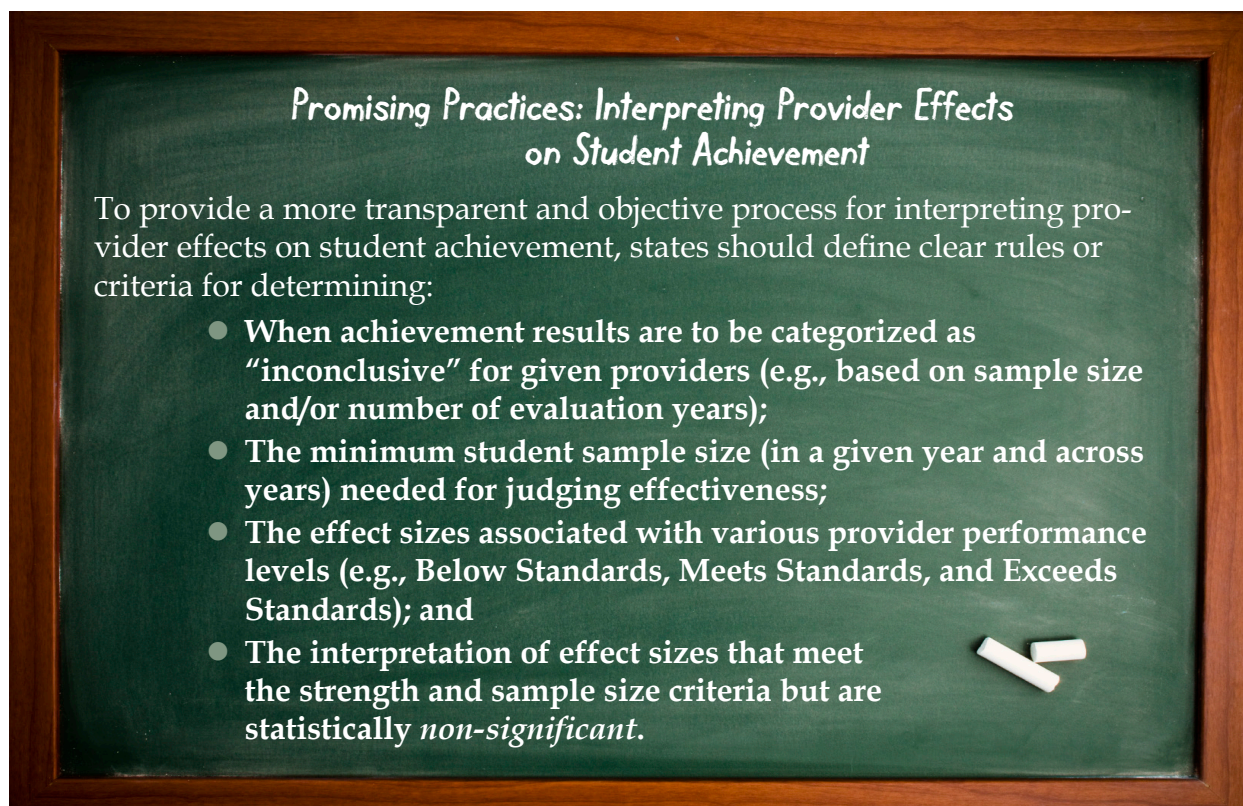 Promising Practices: Interpreting Provider Effects
on Student Achievement
To provide a more transparent and objective process for interpreting pro-
vider effects on student achievement, states should define clear rules or
criteria for determining:
● When achievement results are to be categorized as
“inconclusive” for given providers (e.g., based on sample size
and/or number of evaluation years);
● The minimum student sample size (in a given year and across
years) needed for judging effectiveness;
● The effect sizes associated with various provider performance
levels (e.g., Below Standards, Meets Standards, and Exceeds
Standards); and
● The interpretation of effect sizes that meet
the strength and sample size criteria but are
statistically non-significant.